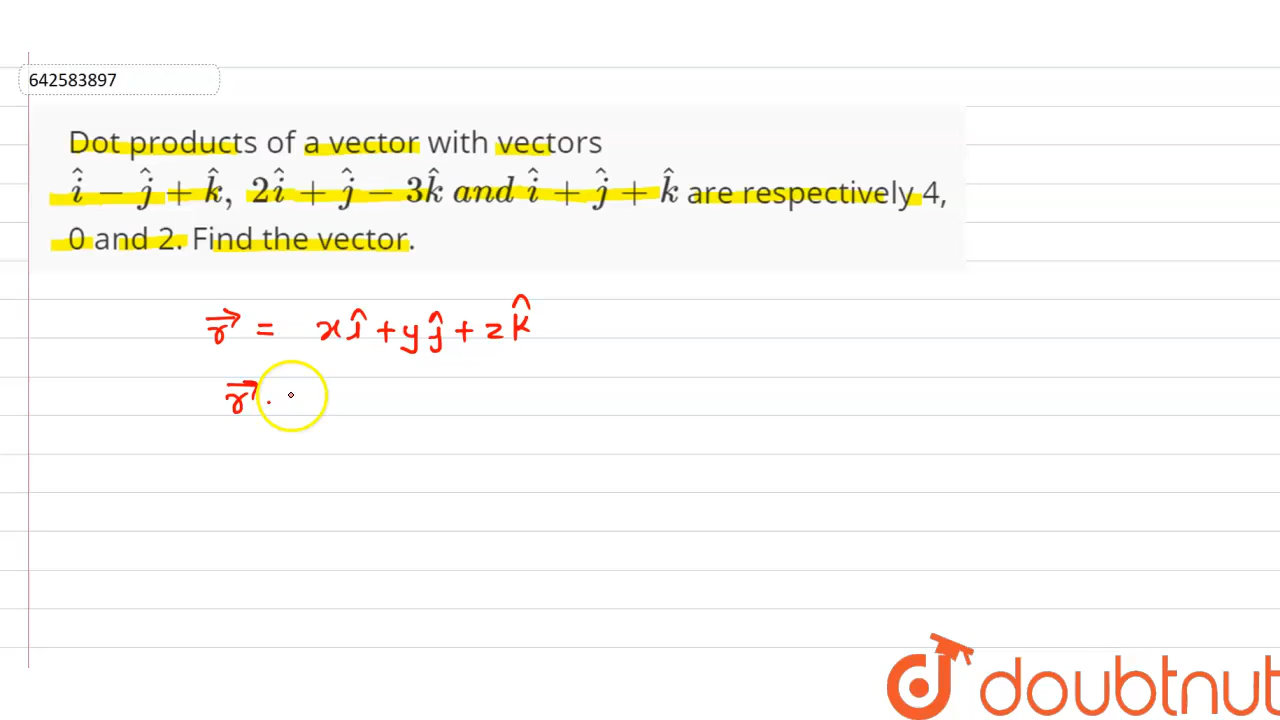 642583897
Dot products of a vector with vectors
î − ĵ + k̂, 2î + ĵ − 3k̂ and î + ĵ + k̂ are respectively 4,
0 and 2. Find the vector.
r⃗ = xî + yĵ + zk̂
r⃗ .
doubtnut